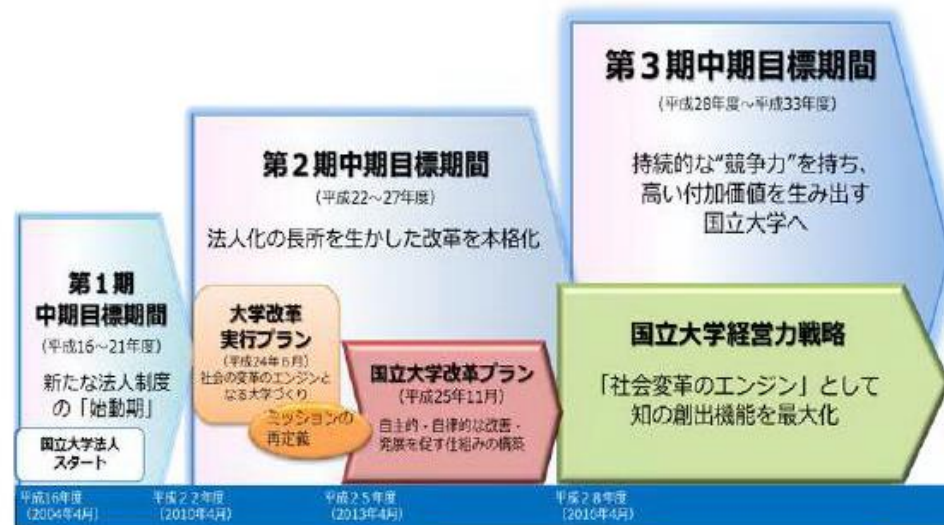 第1期
中期目標期間
(平成16~21年度)
新たな法人制度
の「始動期」
国立大学法人
スタート
第2期中期目標期間
(平成22~27年度)
法人化の長所を生かした改革を本格化
大学改革
実行プラン
(平成24年6月)
社会の変革のエンジンと
なる大学づくり
ミッションの
再定義
国立大学改革プラン
(平成25年11月)
自主的・自律的な改善・
発展を促す仕組みの構築
第3期中期目標期間
(平成28年度~平成33年度)
持続的な“競争力”を持ち、
高い付加価値を生み出す
国立大学へ
国立大学経営力戦略
「社会変革のエンジン」として
知の創出機能を最大化
平成16年度
(2004年4月)
平成22年度
(2010年4月)
平成25年度
(2013年4月)
平成28年度
(2016年4月)